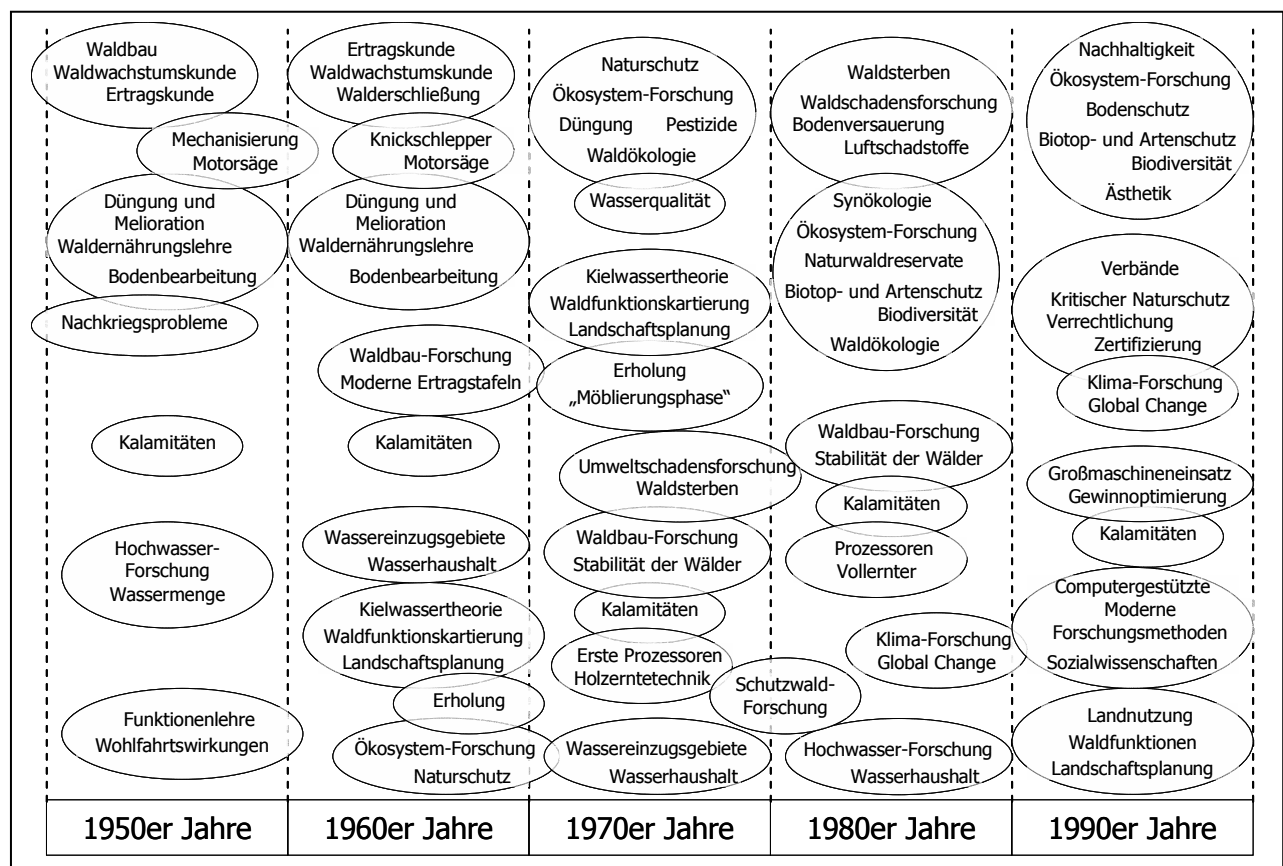 Waldbau
Waldwachstumskunde
Ertragskunde
Mechanisierung
Motorsäge
Düngung und
Melioration
Waldernährungslehre
Bodenbearbeitung
Nachkriegsprobleme
Kalamitäten
Hochwasser-
Forschung
Wassermenge
Funktionenlehre
Wohlfahrtswirkungen
1950er Jahre
Ertragskunde
Waldwachstumskunde
Walderschließung
Knickschlepper
Motorsäge
Düngung und
Melioration
Waldernährungslehre
Bodenbearbeitung
Waldbau-Forschung
Moderne Ertragstafeln
Kalamitäten
Wassereinzugsgebiete
Wasserhaushalt
Kielwassertheorie
Waldfunktionskartierung
Landschaftsplanung
Erholung
Ökosystem-Forschung
Naturschutz
1960er Jahre
Naturschutz
Ökosystem-Forschung
Düngung Pestizide
Waldökologie
Wasserqualität
Kielwassertheorie
Waldfunktionskartierung
Landschaftsplanung
Erholung
„Möblierungsphase“
Umweltschadensforschung
Waldsterben
Waldbau-Forschung
Stabilität der Wälder
Kalamitäten
Erste Prozessoren
Holzerntetechnik
Schutzwald-
Forschung
Wassereinzugsgebiete
Wasserhaushalt
1970er Jahre
Waldsterben
Waldschadensforschung
Bodenversauerung
Luftschadstoffe
Synökologie
Ökosystem-Forschung
Naturwaldreservate
Biotop- und Artenschutz
Biodiversität
Waldökologie
Waldbau-Forschung
Stabilität der Wälder
Kalamitäten
Prozessoren
Vollernter
Klima-Forschung
Global Change
Hochwasser-Forschung
Wasserhaushalt
1980er Jahre
Nachhaltigkeit
Ökosystem-Forschung
Bodenschutz
Biotop- und Artenschutz
Biodiversität
Ästhetik
Verbände
Kritischer Naturschutz
Verrechtlichung
Zertifizierung
Klima-Forschung
Global Change
Großmaschineneinsatz
Gewinnoptimierung
Kalamitäten
Computergestützte
Moderne
Forschungsmethoden
Sozialwissenschaften
Landnutzung
Waldfunktionen
Landschaftsplanung
1990er Jahre